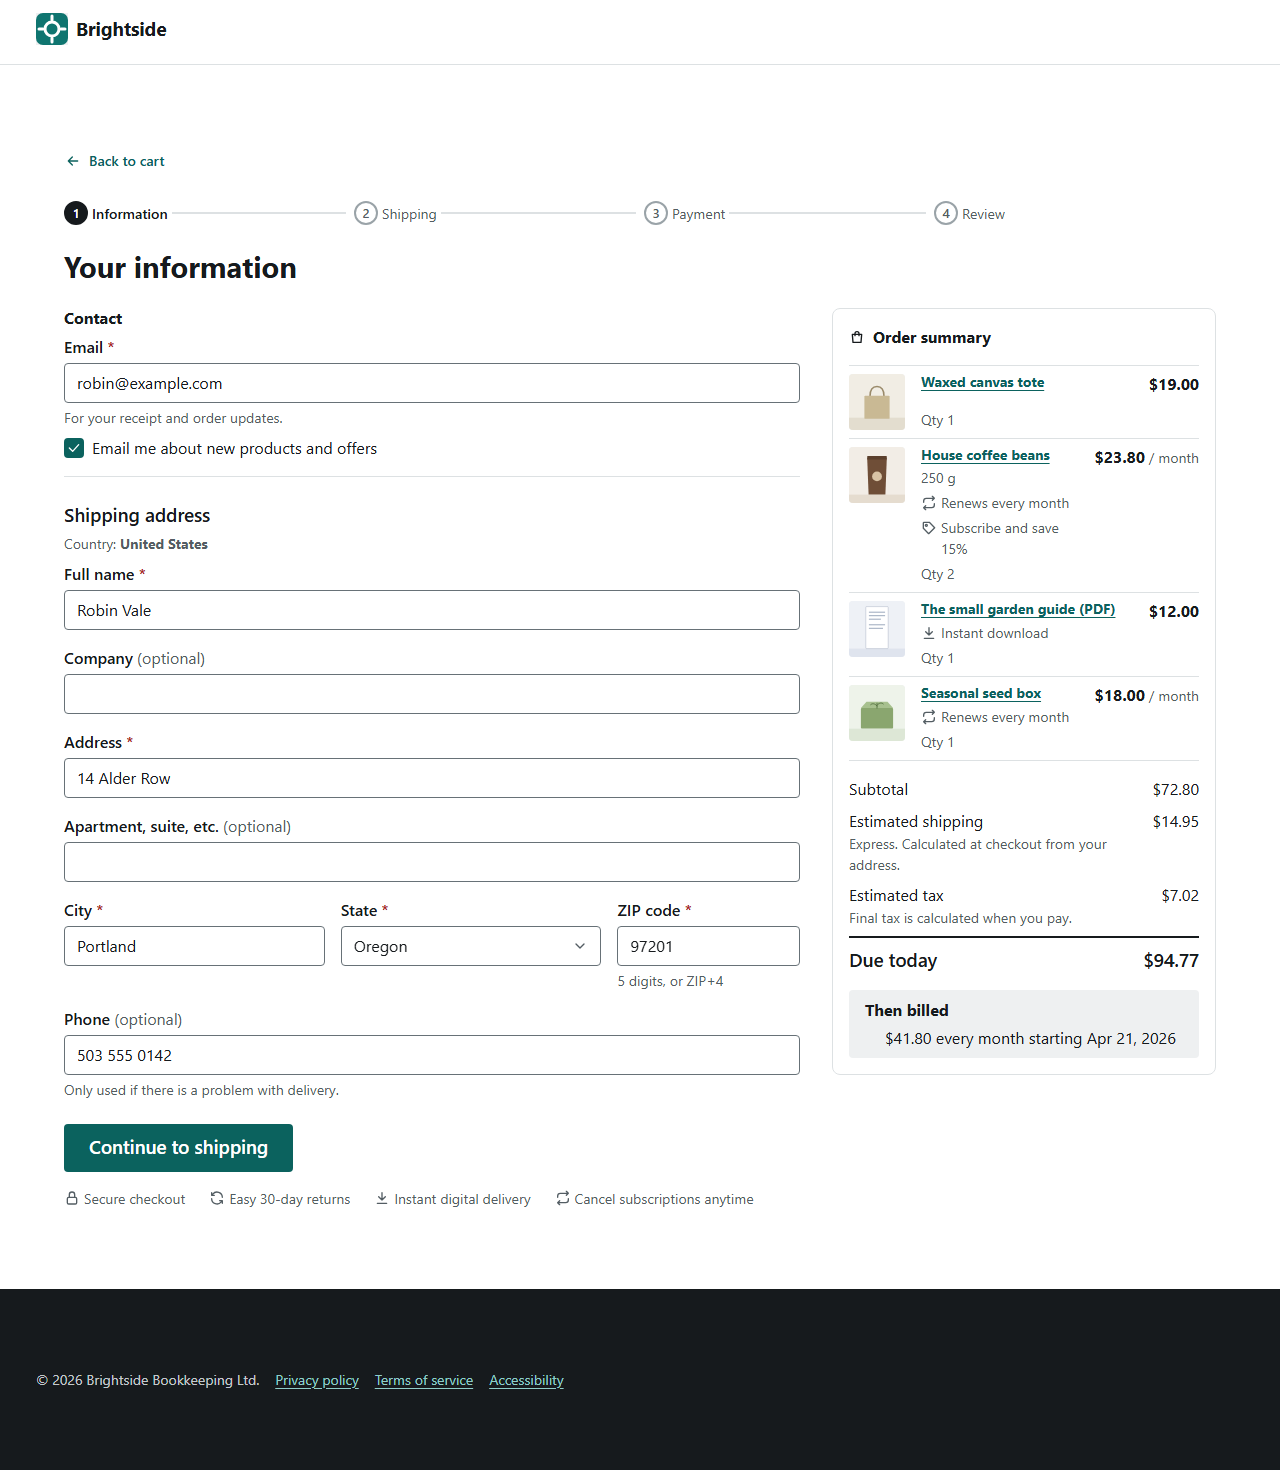 Brightside
Back to cart
1 Information
2 Shipping
3 Payment
4 Review
Your information
Contact
Email *
robin@example.com
For your receipt and order updates.
Email me about new products and offers
Shipping address
Country: United States
Full name *
Robin Vale
Company (optional)
Address *
14 Alder Row
Apartment, suite, etc. (optional)
City *
Portland
State *
Oregon
ZIP code *
97201
5 digits, or ZIP+4
Phone (optional)
503 555 0142
Only used if there is a problem with delivery.
Continue to shipping
Secure checkout
Easy 30-day returns
Instant digital delivery
Cancel subscriptions anytime
Order summary
Waxed canvas tote $19.00
Qty 1
House coffee beans $23.80 / month
250 g
Renews every month
Subscribe and save
15%
Qty 2
The small garden guide (PDF) $12.00
Instant download
Qty 1
Seasonal seed box $18.00 / month
Renews every month
Qty 1
Subtotal $72.80
Estimated shipping $14.95
Express. Calculated at checkout from your
address.
Estimated tax $7.02
Final tax is calculated when you pay.
Due today $94.77
Then billed
$41.80 every month starting Apr 21, 2026
© 2026 Brightside Bookkeeping Ltd. Privacy policy Terms of service Accessibility